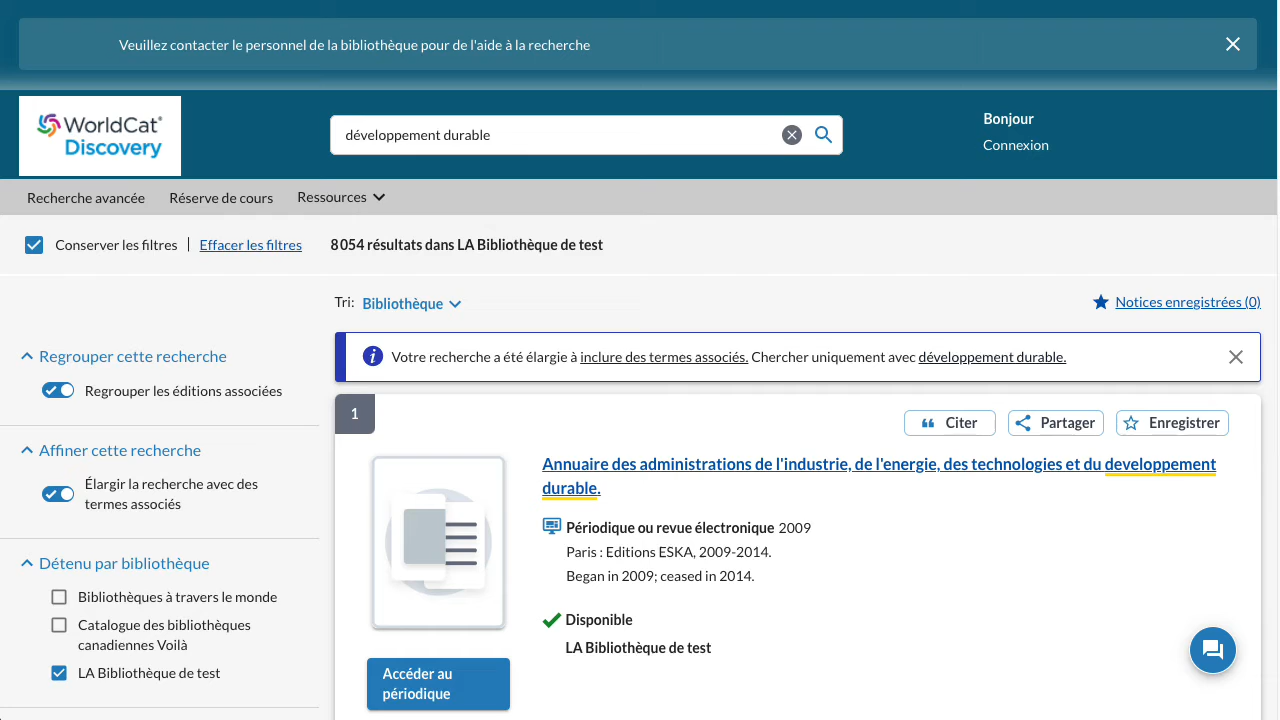 Veuillez contacter le personnel de la bibliothèque pour de l'aide à la recherche
WorldCat®
Discovery
développement durable
Bonjour
Connexion
Recherche avancée
Réserve de cours
Ressources
Conserver les filtres
Effacer les filtres
8 054 résultats dans LA Bibliothèque de test
Tri: Bibliothèque
Notices enregistrées (0)
Regrouper cette recherche
Regrouper les éditions associées
Affiner cette recherche
Élargir la recherche avec des
termes associés
Détenu par bibliothèque
Bibliothèques à travers le monde
Catalogue des bibliothèques
canadiennes Voilà
LA Bibliothèque de test
i Votre recherche a été élargie à inclure des termes associés. Chercher uniquement avec développement durable.
1
Citer
Partager
Enregistrer
Annuaire des administrations de l'industrie, de l'energie, des technologies et du developpement
durable.
Périodique ou revue électronique 2009
Paris : Editions ESKA, 2009-2014.
Began in 2009; ceased in 2014.
Disponible
LA Bibliothèque de test
Accéder au
périodique